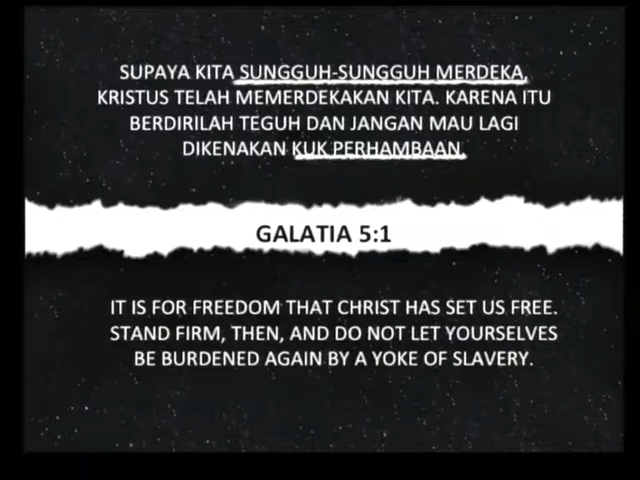 SUPAYA KITA SUNGGUH-SUNGGUH MERDEKA,
KRISTUS TELAH MEMERDEKAKAN KITA. KARENA ITU
BERDIRILAH TEGUH DAN JANGAN MAU LAGI
DIKENAKAN KUK PERHAMBAAN.
GALATIA 5:1
IT IS FOR FREEDOM THAT CHRIST HAS SET US FREE.
STAND FIRM, THEN, AND DO NOT LET YOURSELVES
BE BURDENED AGAIN BY A YOKE OF SLAVERY.